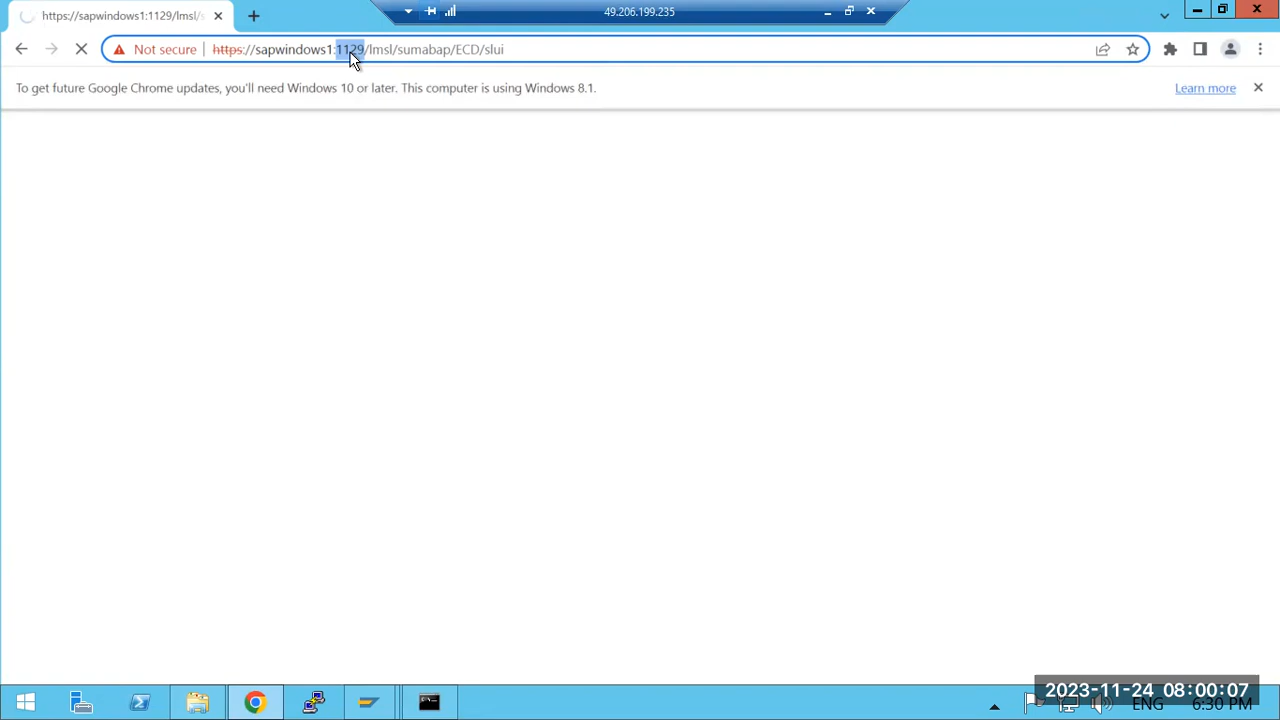 https://sapwindows1:1129/lmsl/s
49.206.199.235
Not secure
https://sapwindows1:1129/lmsl/sumabap/ECD/slui
To get future Google Chrome updates, you'll need Windows 10 or later. This computer is using Windows 8.1.
Learn more
2023-11-24 08:00:07
ENG
6:30 PM